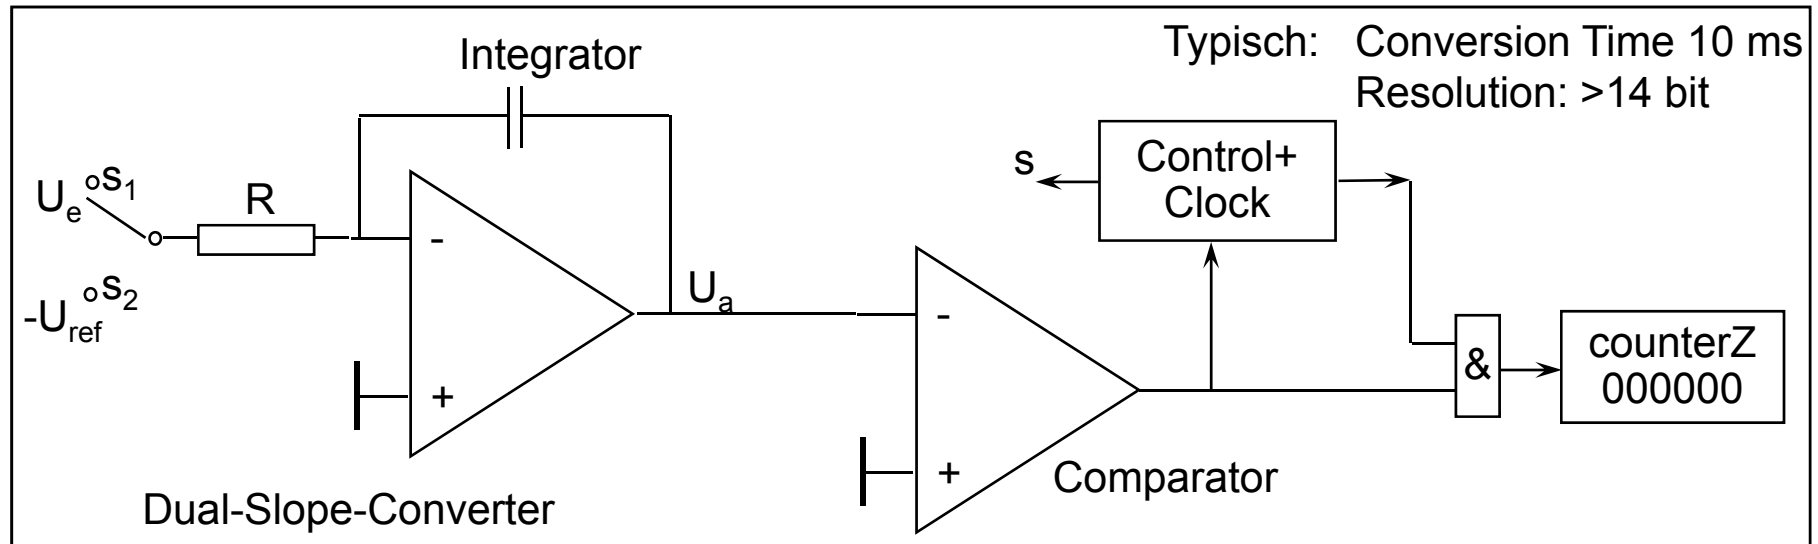 Integrator
Typisch: Conversion Time 10 ms
Resolution: >14 bit
s
Control+
Clock
Ue
s1
R
-
Ua
-Uref
s2
-
&
counterZ
000000
+
+
Comparator
Dual-Slope-Converter